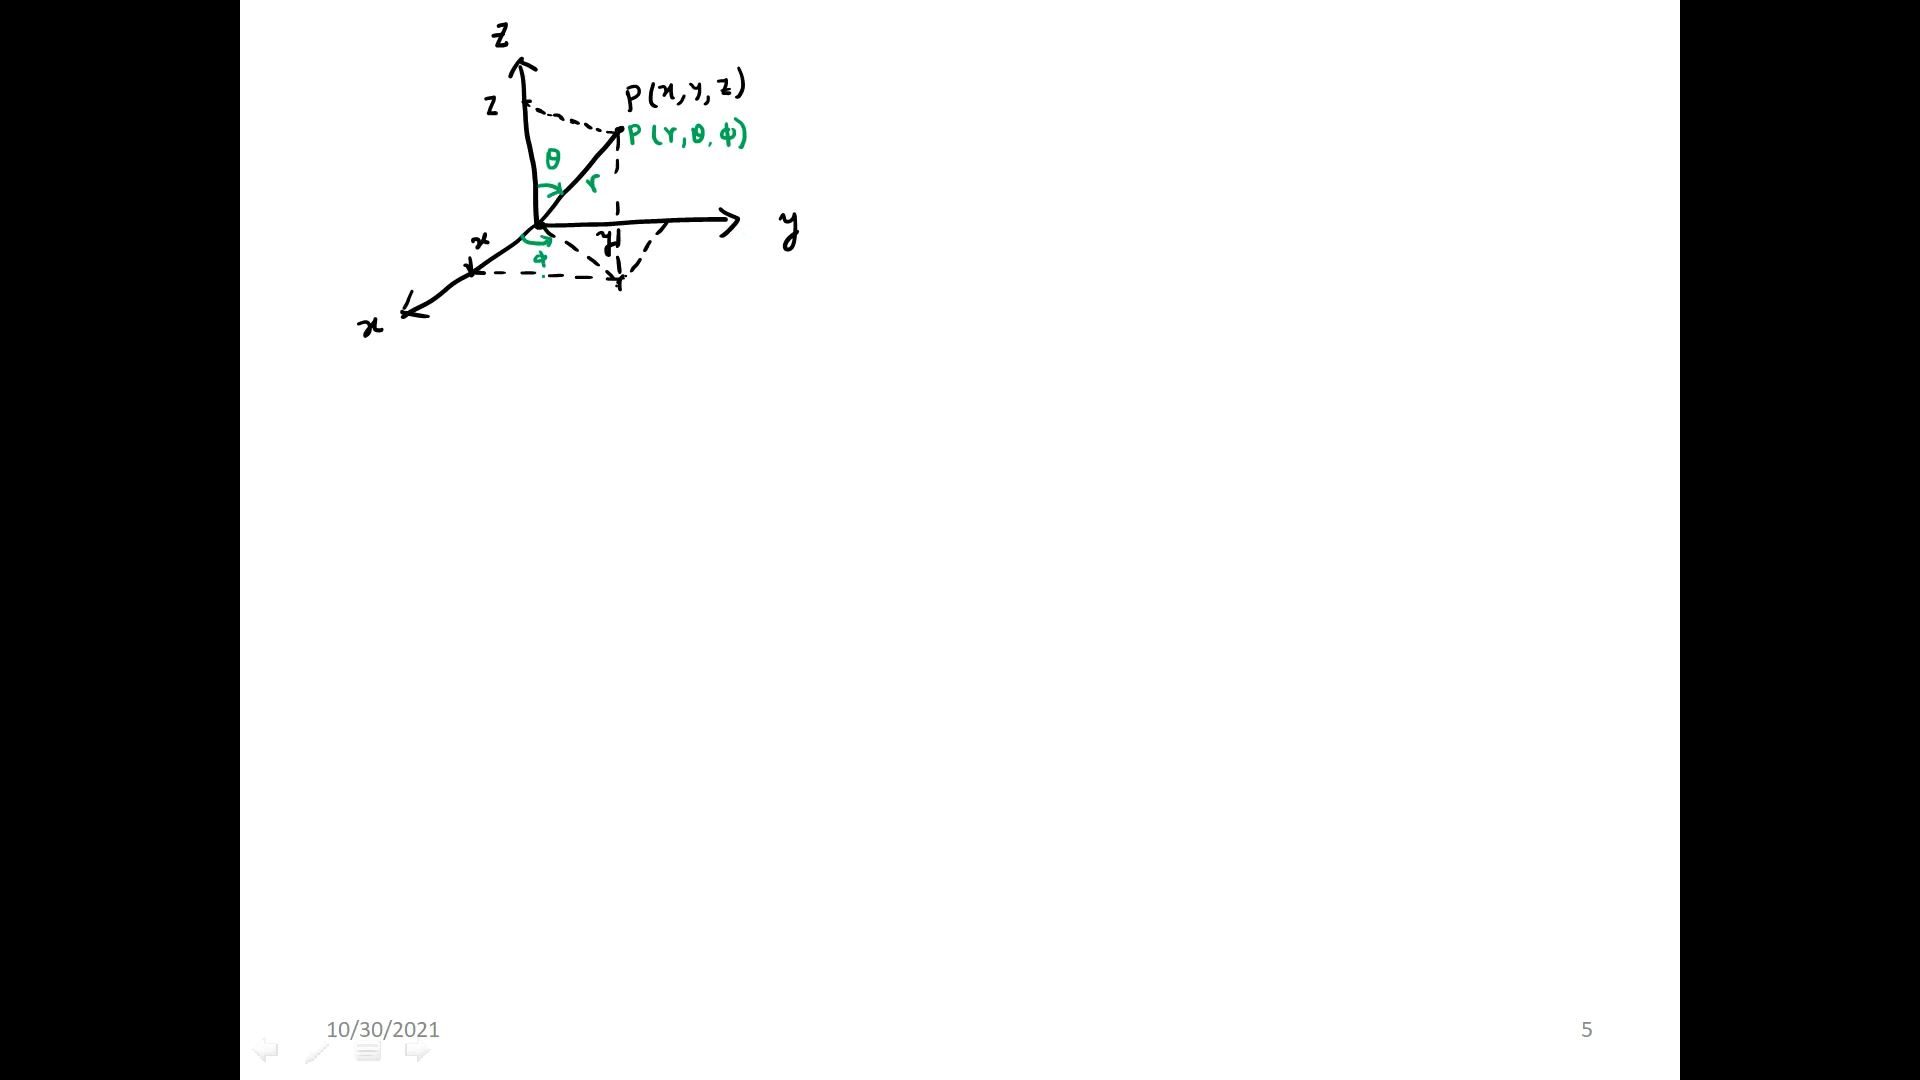 z
P(x, y, z)
z
P(r, θ, φ)
θ
r
y
x
y
φ
x
10/30/2021
5